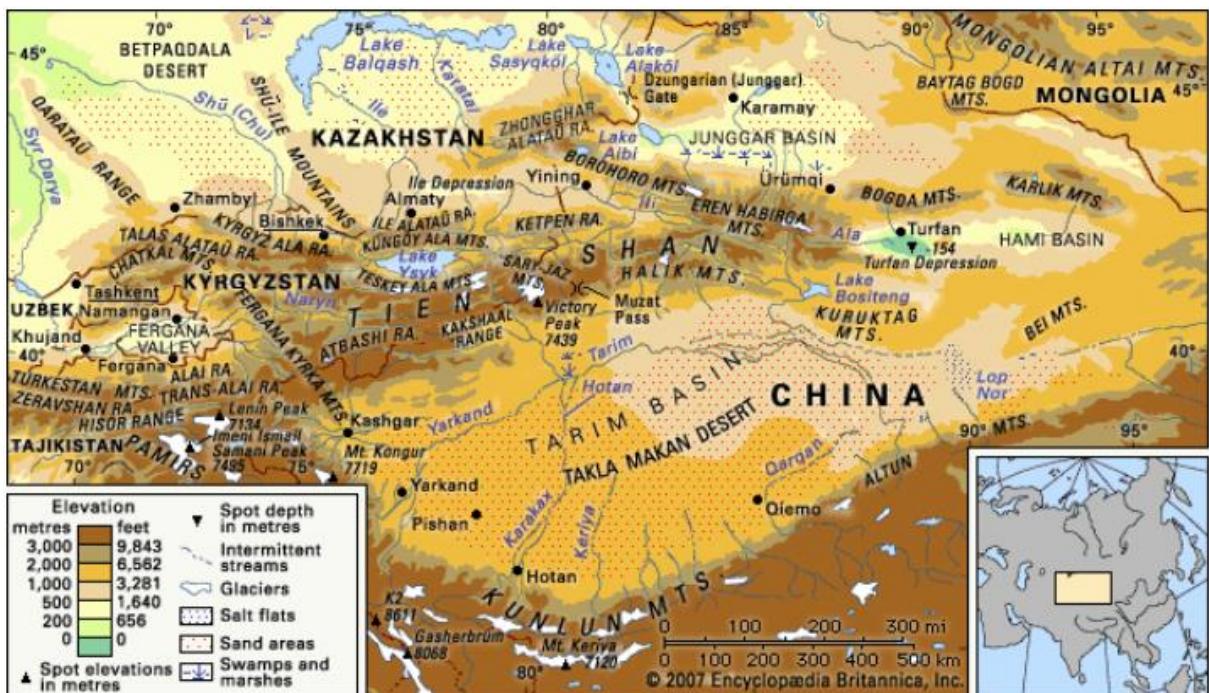 70°
75°
80°
85°
90°
95°
45°
BETPAQDALA
DESERT
Lake
Balqash
Lake
Sasyqköl
Lake
Alaköl
MONGOLIAN ALTAI MTS.
Dzungarian (Junggar)
Gate
Karamay
BAYTAG BOGD
MTS.
MONGOLIA
45°
Shū (Chu)
SHŪ-ILE
MOUNTAINS
Ile
Karatal
QARATAŪ RANGE
Syr Darya
KAZAKHSTAN
ZHONGGHAR
ALATAŪ RA.
Lake
Aibi
JUNGGAR BASIN
Zhambyl
Bishkek
Almaty
Ile Depression
Yining
BOROHORO MTS.
Ürümqi
BOGDA MTS.
KARLIK MTS.
ILE ALATAŪ RA.
KETPEN RA.
Ili
EREN HABIRGA
MTS.
Ala
Turfan
-154
Turfan Depression
HAMI BASIN
TALAS ALATAŪ RA.
KYRGYZ ALA RA.
KÜNGÖY ALA MTS.
CHATKAL MTS.
KYRGYZSTAN
Lake
Ysyk
TESKEY ALA MTS.
SARY-JAZ
MTS.
TIEN SHAN
HALIK MTS.
Lake
Bositeng
Tashkent
UZBEK.
Namangan
Naryn
FERGANA KYRKA MTS
KAKSHAAL
RANGE
Victory
Peak
7439
Muzat
Pass
KURUKTAG
MTS.
BEI MTS.
Khujand
FERGANA
VALLEY
ATBASHI RA.
40°
Fergana
ALAI RA.
Tarim
40°
TURKESTAN MTS.
TRANS-ALAI RA.
Hotan
TARIM BASIN
CHINA
Lop
Nor
ZERAVSHAN RA.
HISOR RANGE
Lenin Peak
7134
Kashgar
Yarkand
TAJIKISTAN
PAMIRS
Imeni Ismail
Samani Peak
7495
Mt. Kongur
7719
TAKLA MAKAN DESERT
Qarqan
ALTUN MTS.
70°
75°
90°
95°
Yarkand
Pishan
Karakax
Keriya
Qiemo
Hotan
KUNLUN MTS
K2
8611
Gasherbrum
8068
Mt. Keriya
7120
80°
Elevation
metres feet
3,000 9,843
2,000 6,562
1,000 3,281
500 1,640
200 656
0 0
Spot elevations
in metres
Spot depth
in metres
Intermittent
streams
Glaciers
Salt flats
Sand areas
Swamps and
marshes
0 100 200 300 mi
0 100 200 300 400 500 km
© 2007 Encyclopædia Britannica, Inc.